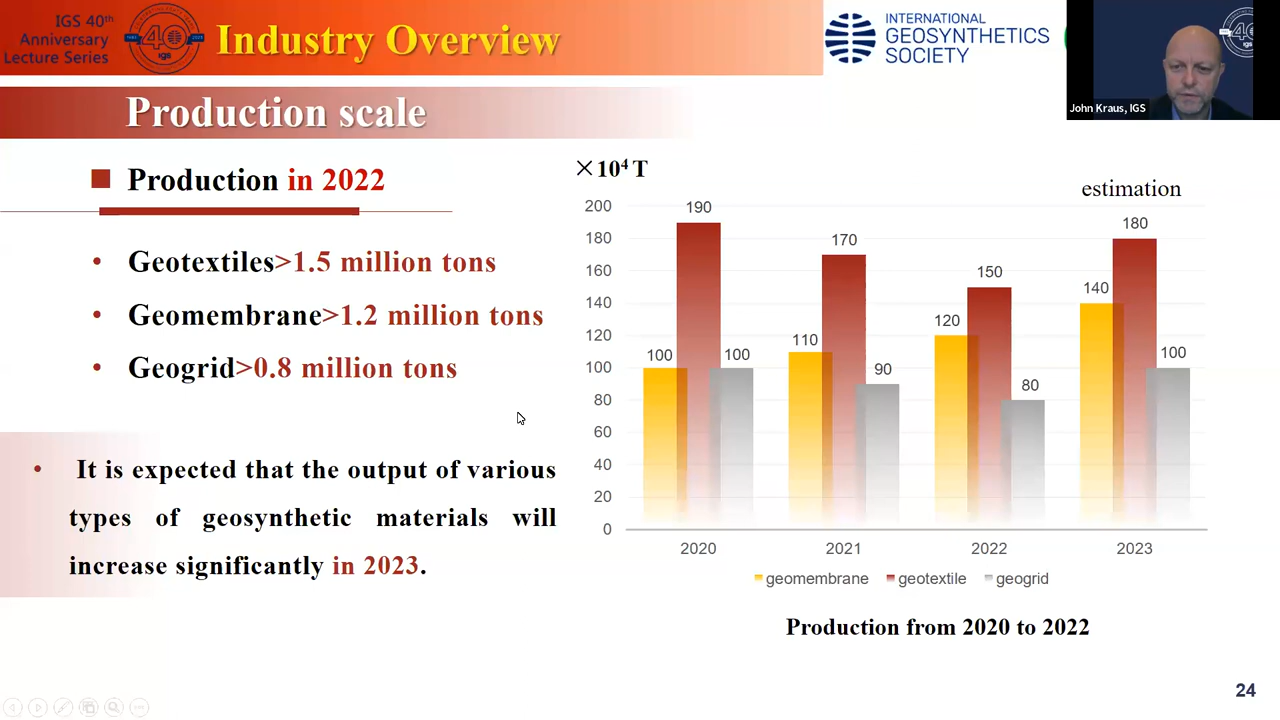 IGS 40th
Anniversary
Lecture Series
40
igs
Industry Overview
INTERNATIONAL
GEOSYNTHETICS
SOCIETY
John Kraus, IGS
Production scale
■ Production in 2022
• Geotextiles>1.5 million tons
• Geomembrane>1.2 million tons
• Geogrid>0.8 million tons
• It is expected that the output of various
types of geosynthetic materials will
increase significantly in 2023.
×10⁴ T
estimation
200
180
160
140
120
100
80
60
40
20
0
100 190 100
110 170 90
120 150 80
140 180 100
2020 2021 2022 2023
geomembrane geotextile geogrid
Production from 2020 to 2022
24